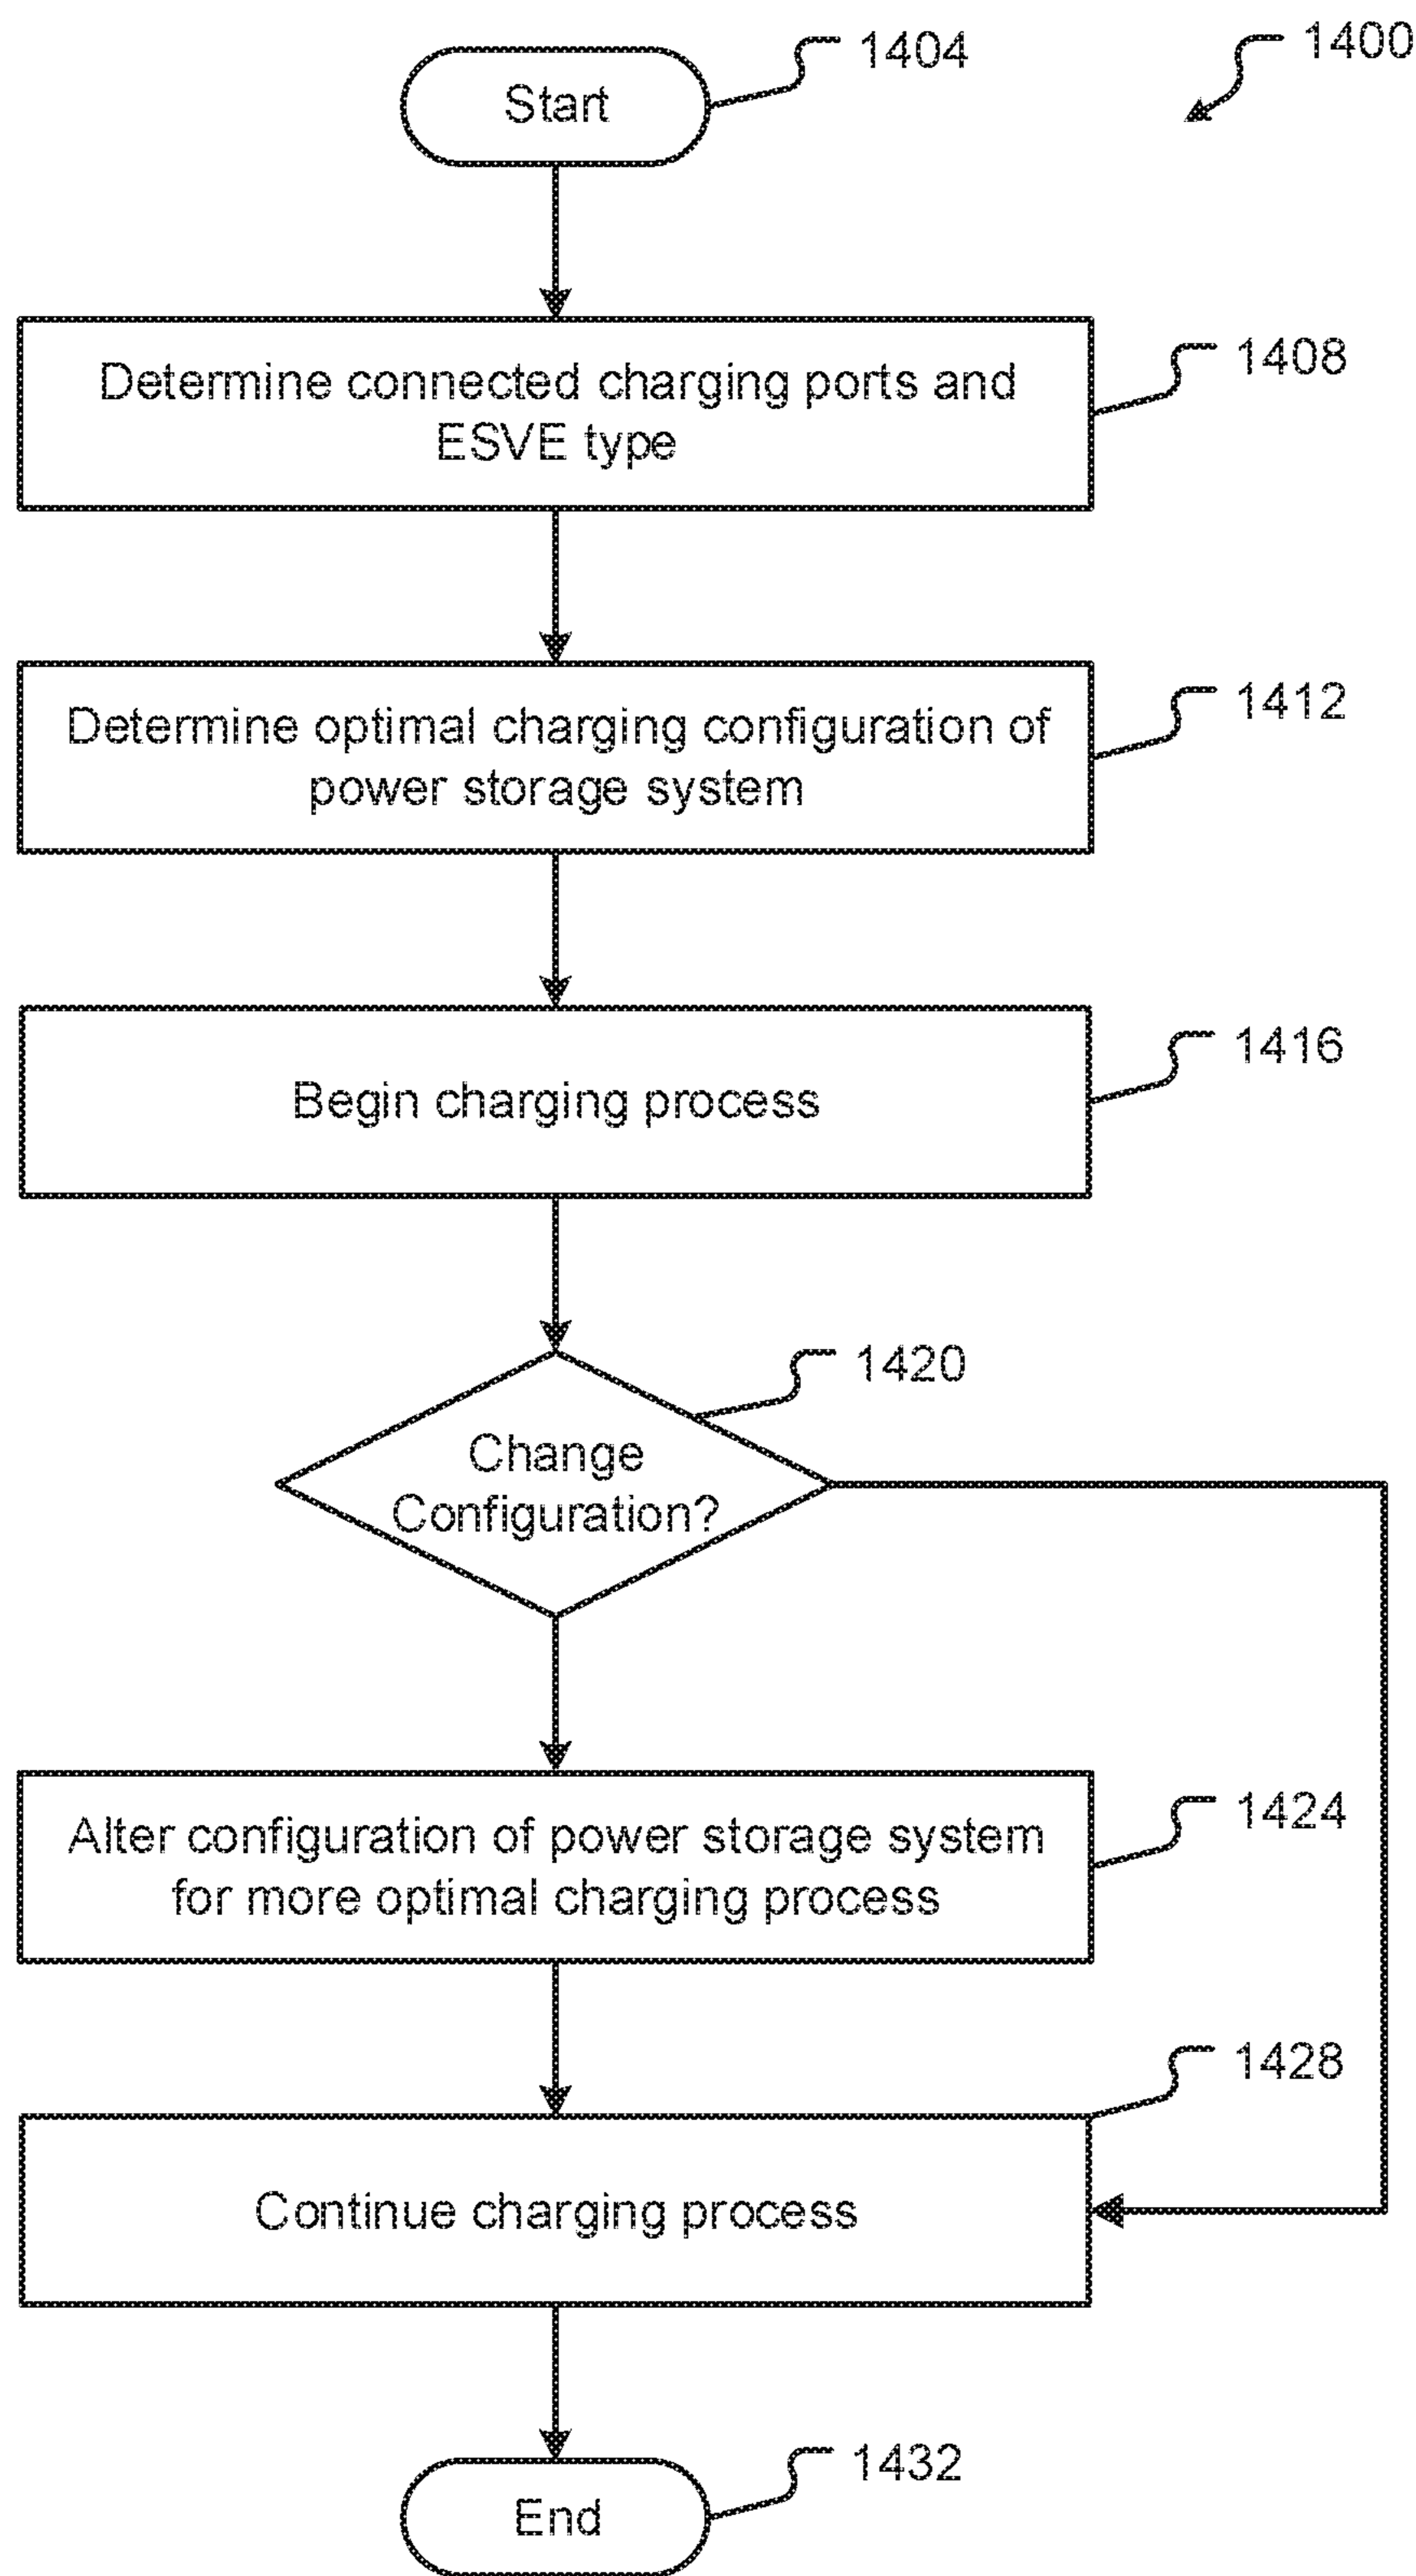 1400
Start
1404
Determine connected charging ports and
ESVE type
1408
Determine optimal charging configuration of
power storage system
1412
Begin charging process
1416
Change
Configuration?
1420
Alter configuration of power storage system
for more optimal charging process
1424
Continue charging process
1428
End
1432